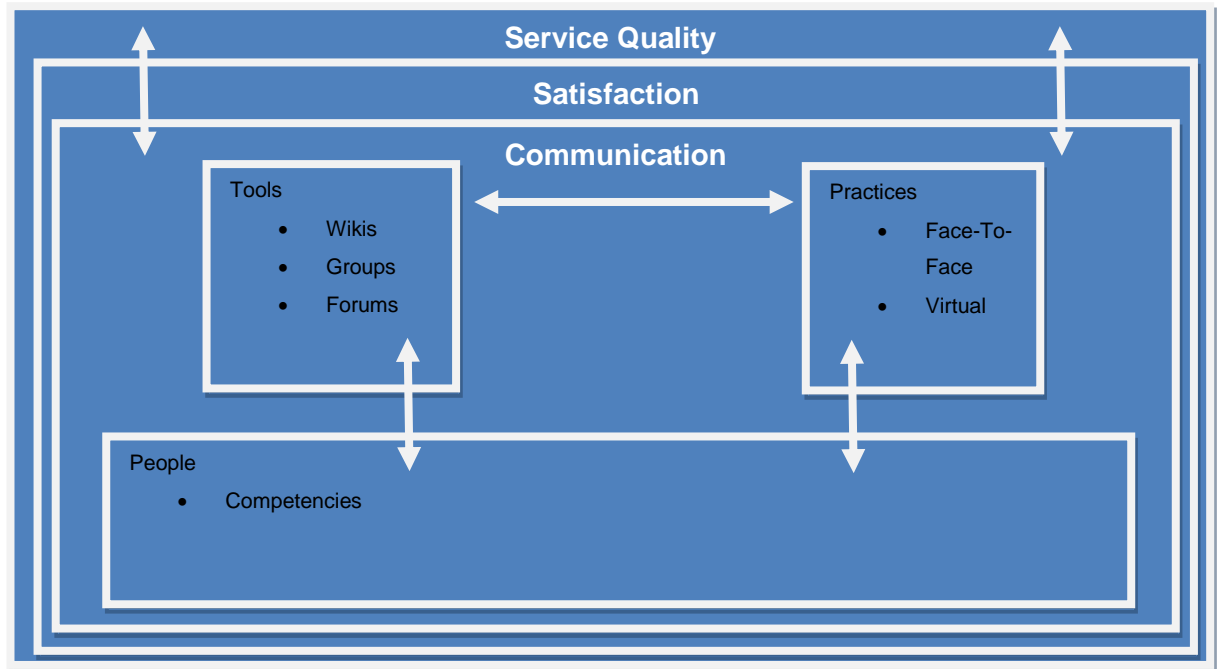 Service Quality
Satisfaction
Communication
Tools
• Wikis
• Groups
• Forums
Practices
• Face-To-
Face
• Virtual
People
• Competencies